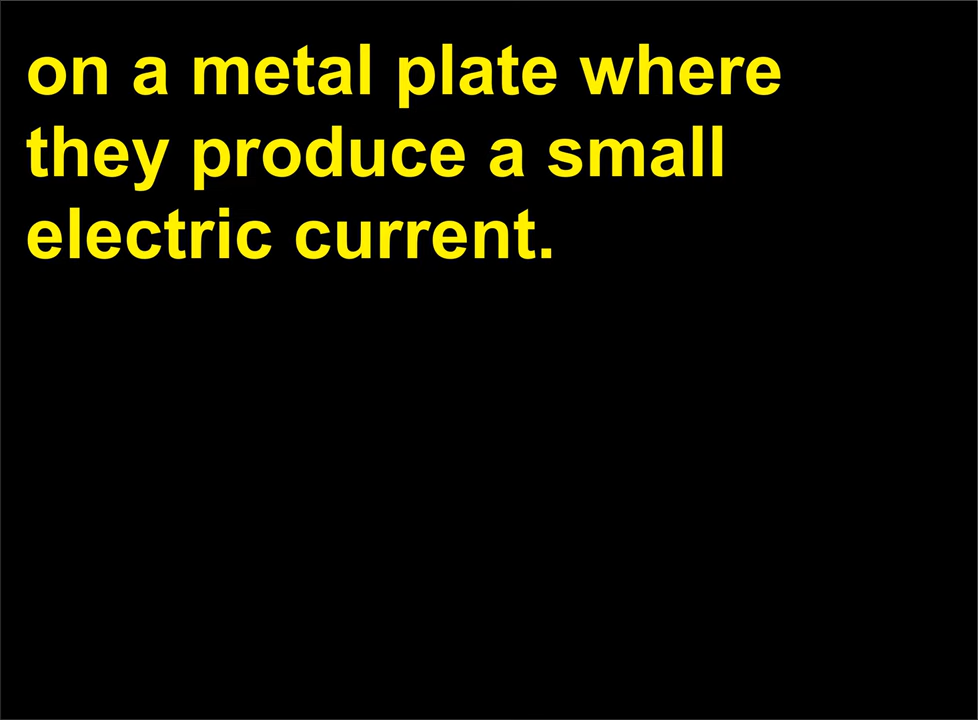 on a metal plate where
they produce a small
electric current.